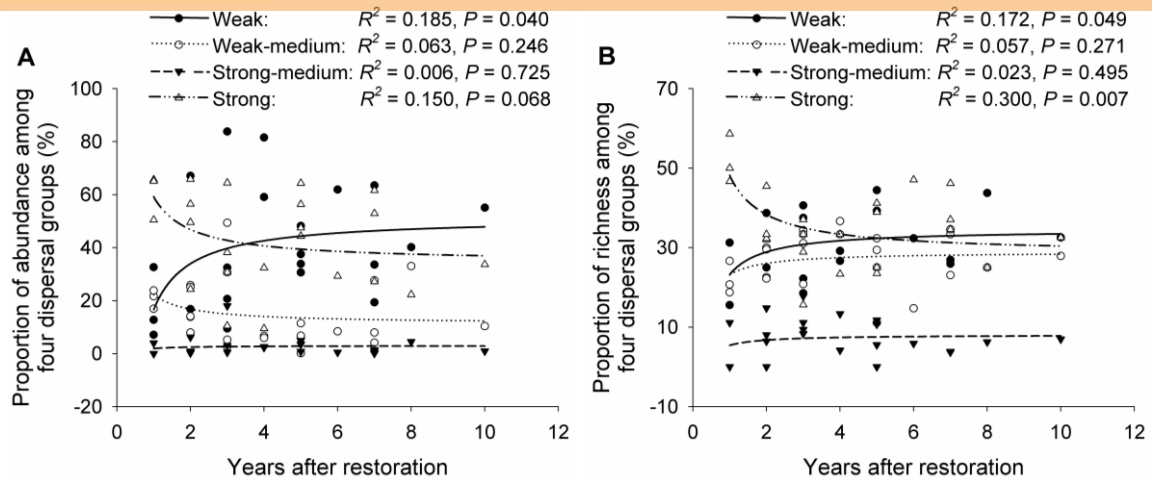 A
Weak: R² = 0.185, P = 0.040
Weak-medium: R² = 0.063, P = 0.246
Strong-medium: R² = 0.006, P = 0.725
Strong: R² = 0.150, P = 0.068
Proportion of abundance among
four dispersal groups (%)
100
80
60
40
20
0
-20
0 2 4 6 8 10 12
Years after restoration
B
Weak: R² = 0.172, P = 0.049
Weak-medium: R² = 0.057, P = 0.271
Strong-medium: R² = 0.023, P = 0.495
Strong: R² = 0.300, P = 0.007
Proportion of richness among
four dispersal groups (%)
70
50
30
10
-10
0 2 4 6 8 10 12
Years after restoration